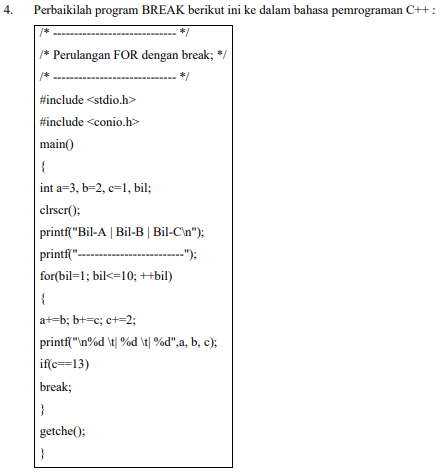 4. Perbaikilah program BREAK berikut ini ke dalam bahasa pemrograman C++ :
/* ----------------------------- */
/* Perulangan FOR dengan break; */
/* ----------------------------- */
#include <stdio.h>
#include <conio.h>
main()
{
int a=3, b=2, c=1, bil;
clrscr();
printf("Bil-A | Bil-B | Bil-C\n");
printf("-------------------------");
for(bil=1; bil<=10; ++bil)
{
a+=b; b+=c; c+=2;
printf("\n%d \t| %d \t| %d",a, b, c);
if(c==13)
break;
}
getche();
}